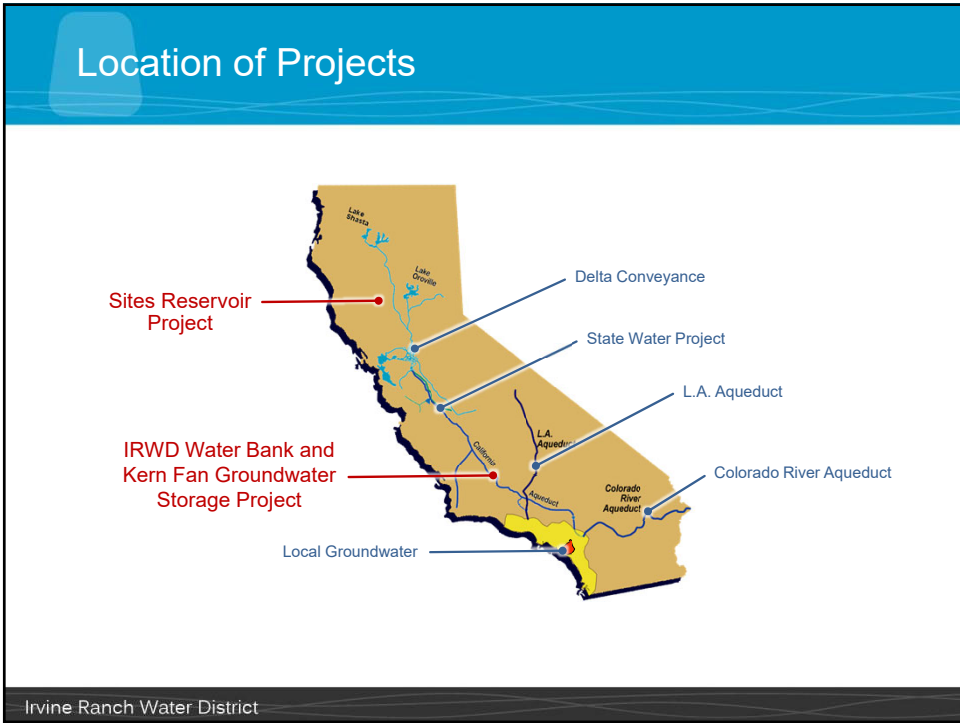 Location of Projects
Lake
Shasta
Lake
Oroville
Delta Conveyance
Sites Reservoir
Project
State Water Project
L.A. Aqueduct
L.A.
Aqueduct
IRWD Water Bank and
Kern Fan Groundwater
Storage Project
California
Aqueduct
Colorado
River
Aqueduct
Colorado River Aqueduct
Local Groundwater
Irvine Ranch Water District